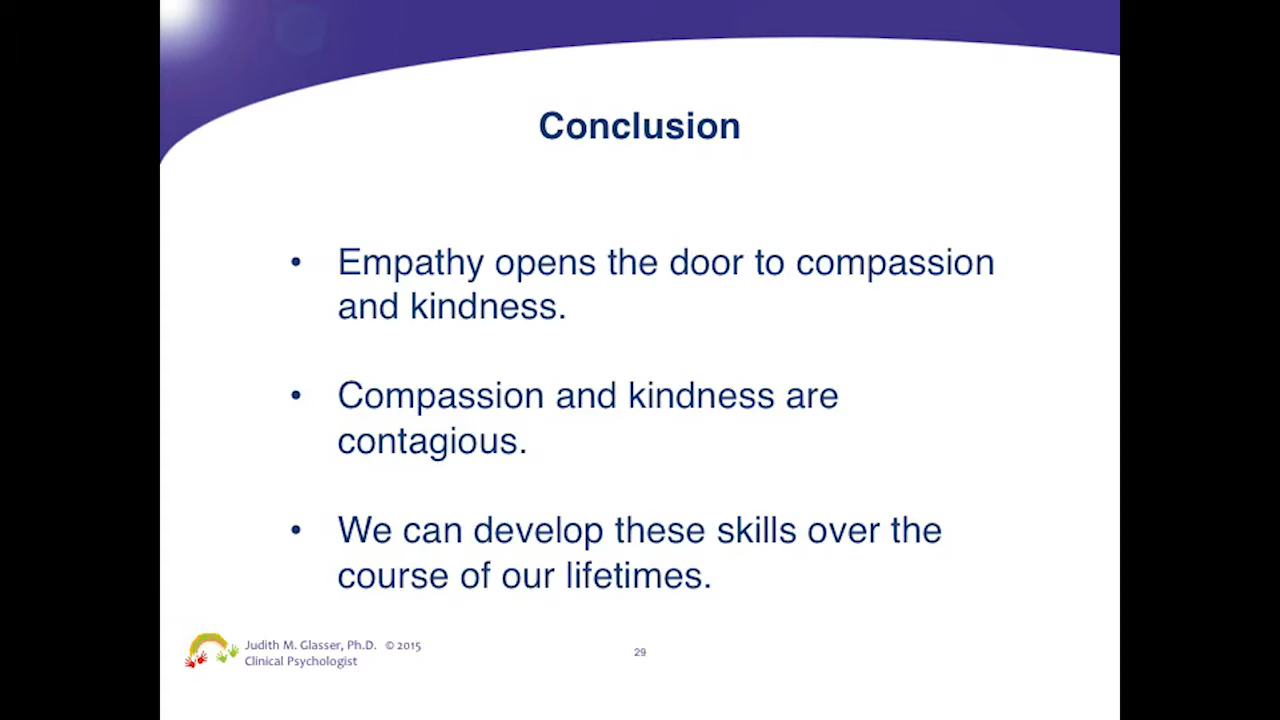 Conclusion
• Empathy opens the door to compassion
and kindness.
• Compassion and kindness are
contagious.
• We can develop these skills over the
course of our lifetimes.
Judith M. Glasser, Ph.D. © 2015
Clinical Psychologist
29